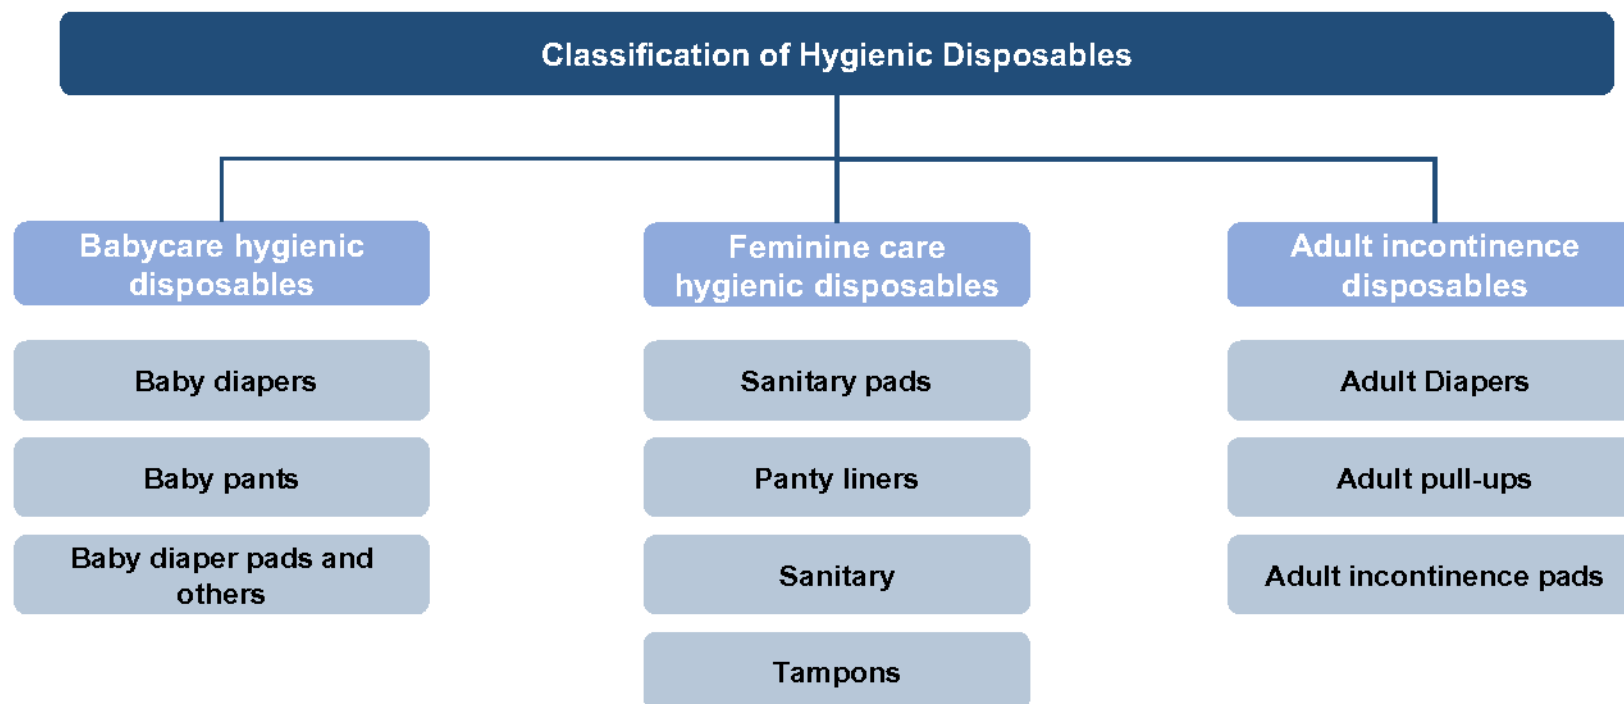 Classification of Hygienic Disposables
Babycare hygienic
disposables
Baby diapers
Baby pants
Baby diaper pads and
others
Feminine care
hygienic disposables
Sanitary pads
Panty liners
Sanitary
Tampons
Adult incontinence
disposables
Adult Diapers
Adult pull-ups
Adult incontinence pads